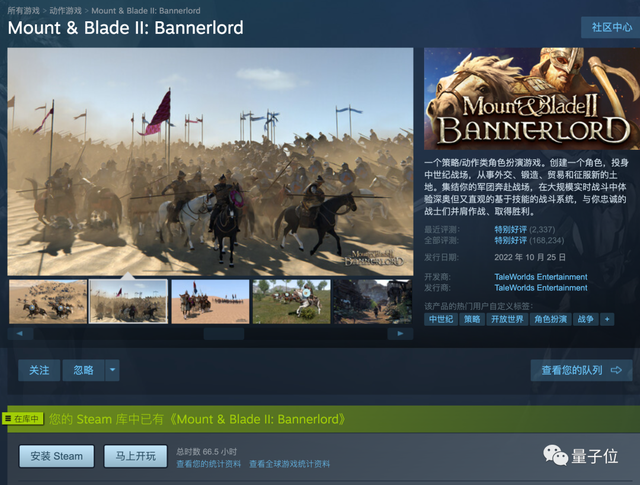 所有游戏 > 动作游戏 > Mount & Blade II: Bannerlord
Mount & Blade II: Bannerlord
社区中心
MOUNT & BLADE II
BANNERLORD
MOUNT & BLADE II
BANNERLORD
一个策略/动作类角色扮演游戏。创建一个角色，投身
中世纪战场，从事外交、锻造、贸易和征服新的土
地。集结你的军团奔赴战场，在大规模实时战斗中体
验深奥但又直观的基于技能的战斗系统，与你忠诚的
战士们并肩作战、取得胜利。
最近评测: 特别好评 (2,337)
全部评测: 特别好评 (168,234)
发行日期: 2022 年 10 月 25 日
开发商: TaleWorlds Entertainment
发行商: TaleWorlds Entertainment
该产品的热门用户自定义标签:
中世纪 策略 开放世界 角色扮演 战争 +
关注 忽略 查看您的队列
在库中 您的 Steam 库中已有《Mount & Blade II: Bannerlord》
安装 Steam 马上开玩
总时数 66.5 小时
查看您的统计资料 查看全球游戏统计资料
量子位